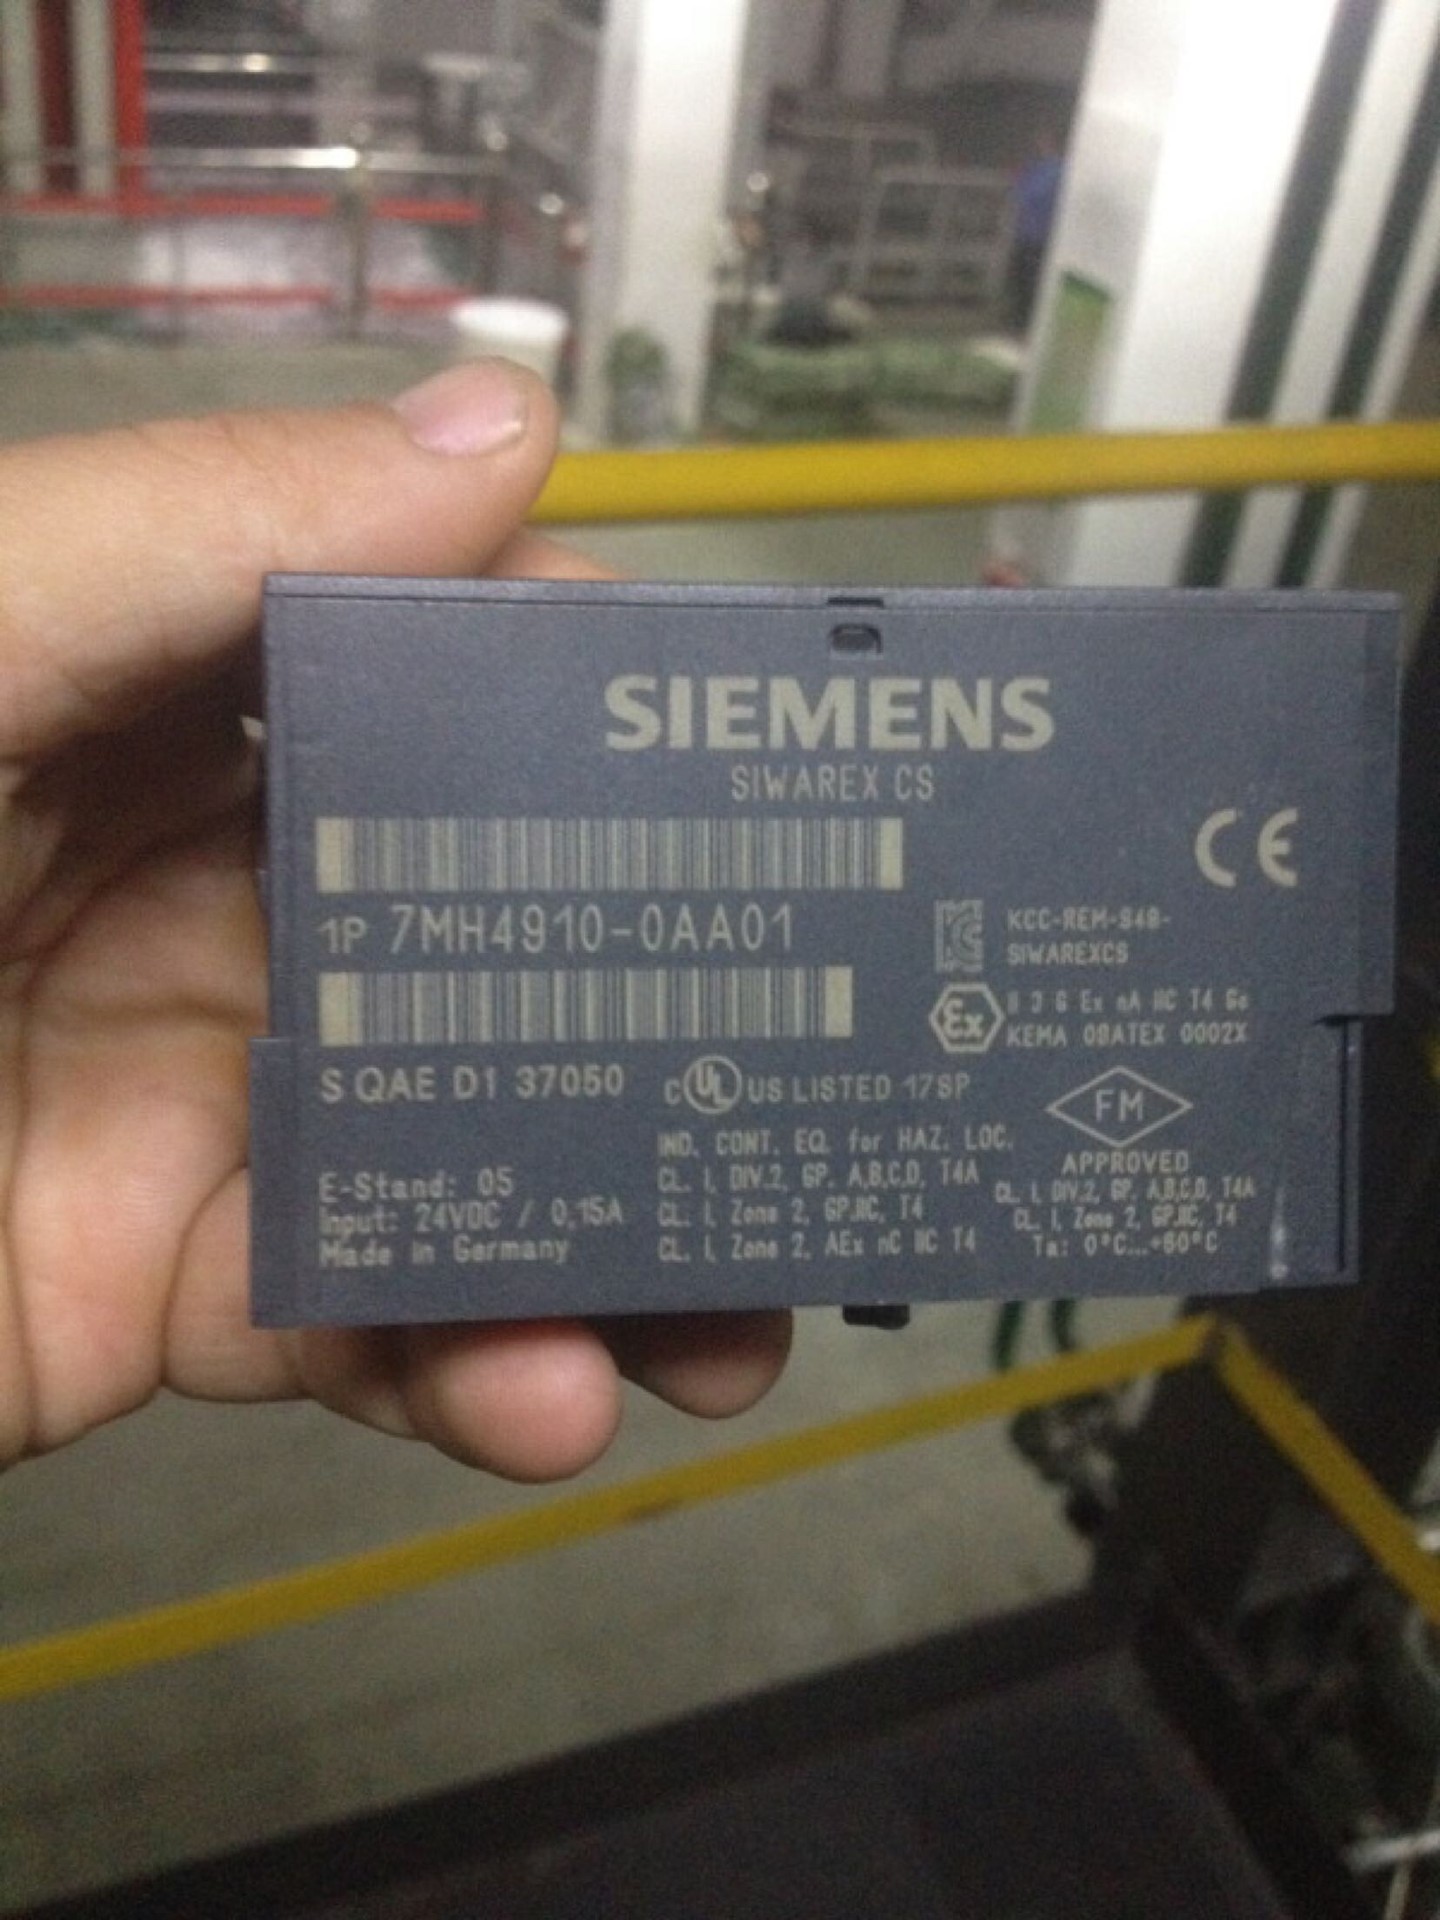 SIEMENS
SIWAREX CS
CE
1P 7MH4910-0AA01
KCC-REM-S49-
SIWAREXCS
Ex II 3 G Ex nA IIC T4 Gc
KEMA 08ATEX 0002X
S QAE D1 37050
c UL US LISTED 17SP
FM
APPROVED
IND. CONT. EQ. for HAZ. LOC.
CL. I, DIV.2, GP. A,B,C,D, T4A
CL. I, Zone 2, GP.IIC, T4
CL. I, Zone 2, AEx nC IIC T4
CL. I, DIV.2, GP. A,B,C,D, T4A
CL. I, Zone 2, GP.IIC, T4
Ta: 0°C...+60°C
E-Stand: 05
Input: 24VDC / 0,15A
Made in Germany